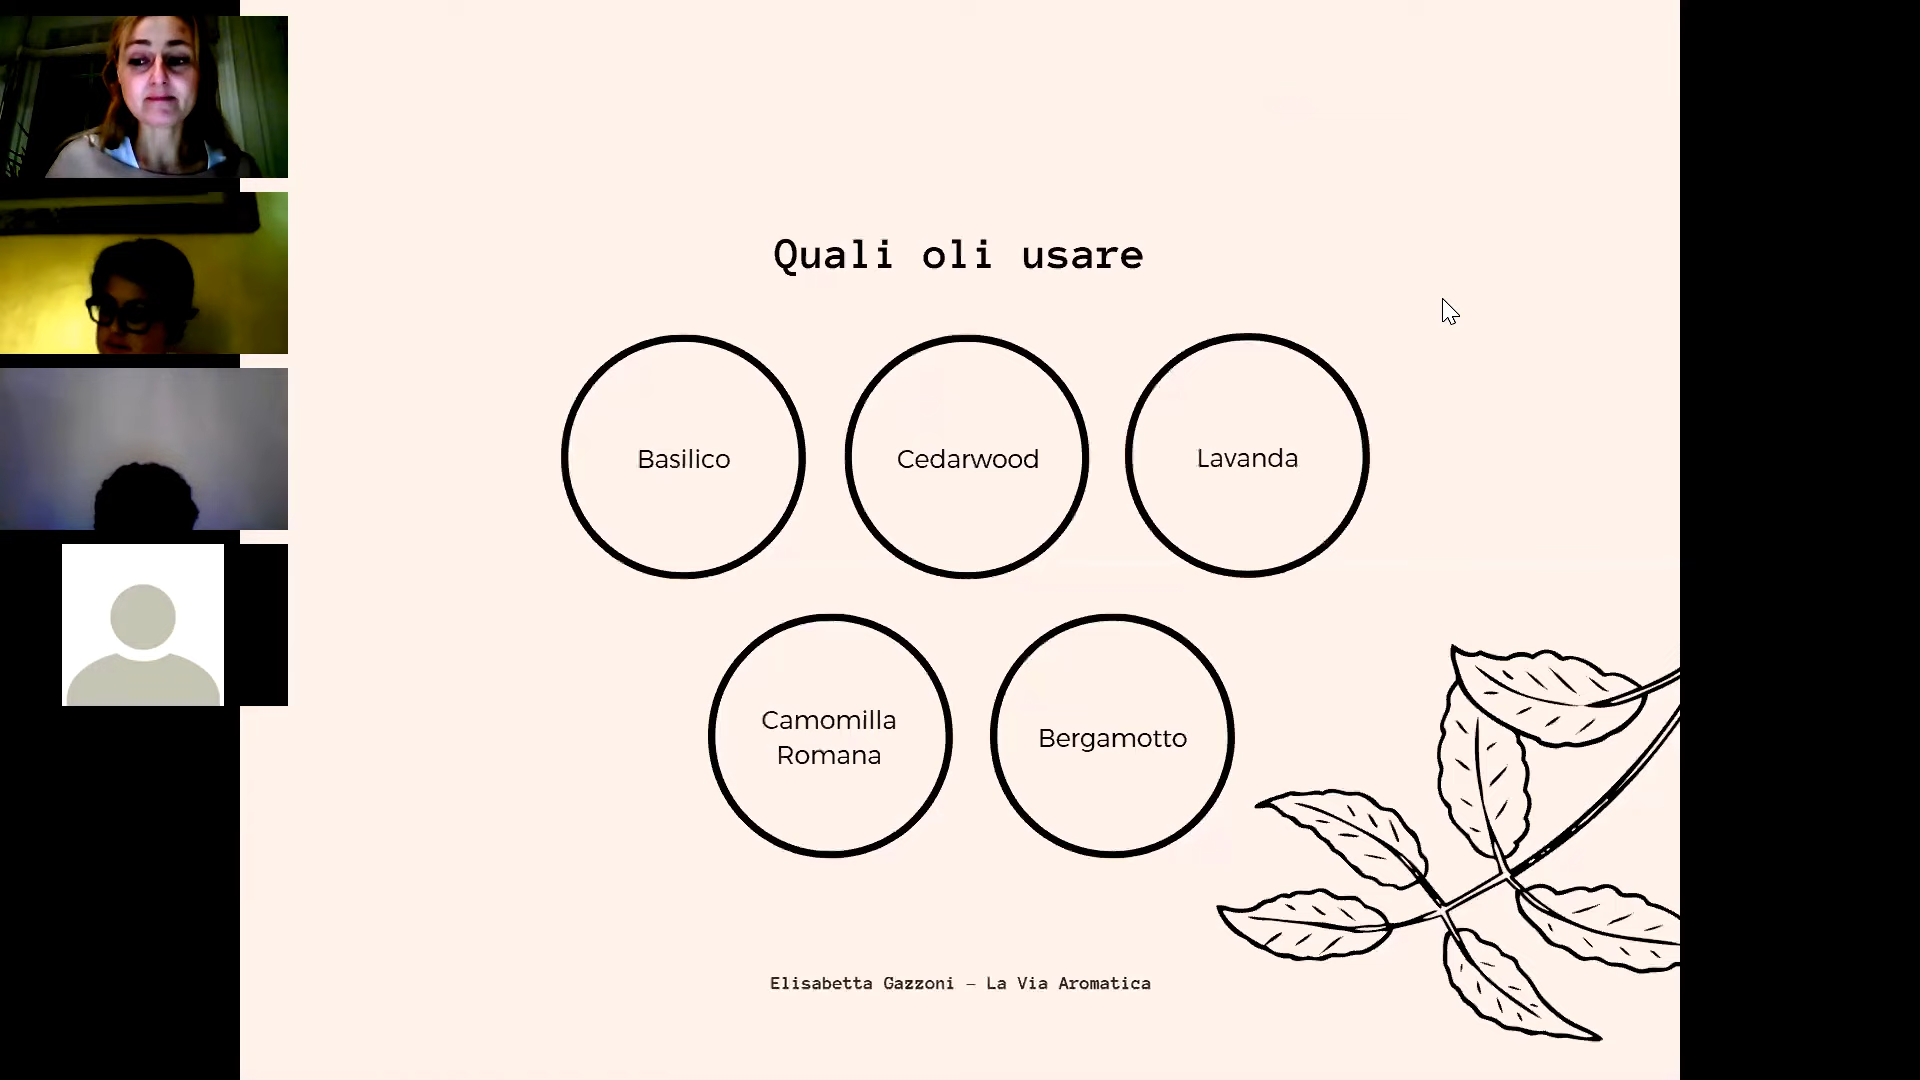 Quali oli usare
Basilico
Cedarwood
Lavanda
Camomilla
Romana
Bergamotto
Elisabetta Gazzoni – La Via Aromatica